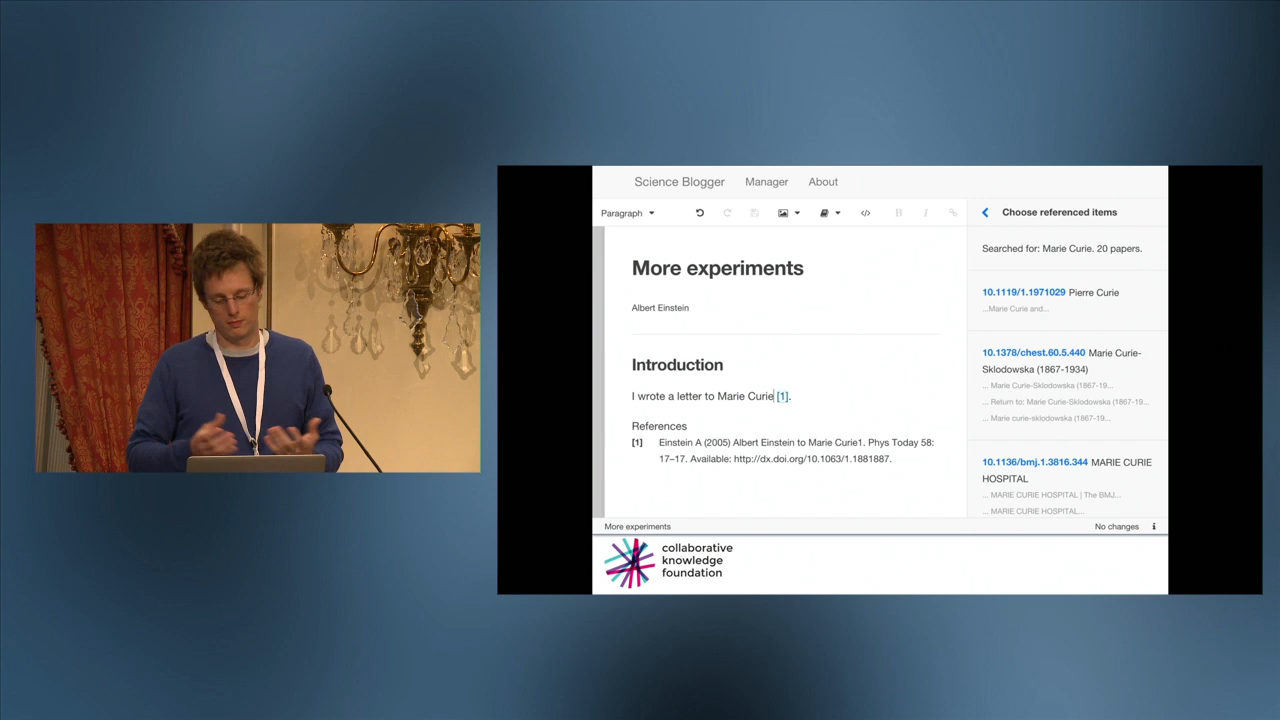 Science Blogger Manager About
Paragraph
Choose referenced items
Searched for: Marie Curie. 20 papers.
More experiments
Albert Einstein
Introduction
I wrote a letter to Marie Curie [1].
References
[1] Einstein A (2005) Albert Einstein to Marie Curie1. Phys Today 58:
17–17. Available: http://dx.doi.org/10.1063/1.1881887.
10.1119/1.1971029 Pierre Curie
...Marie Curie and...
10.1378/chest.60.5.440 Marie Curie-
Sklodowska (1867-1934)
... Marie Curie-Sklodowska (1867-19...
... Return to: Marie Curie-Sklodowska (1867-19...
... Marie curie-sklodowska (1867-19...
10.1136/bmj.1.3816.344 MARIE CURIE
HOSPITAL
... MARIE CURIE HOSPITAL | The BMJ...
... MARIE CURIE HOSPITAL...
More experiments No changes
collaborative
knowledge
foundation